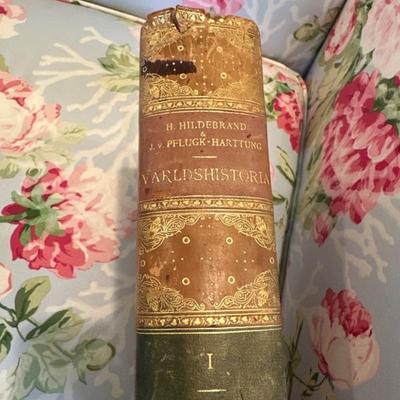 H. HILDEBRAND
&
J. v. PFLUGK-HARTTUNG
VÄRLDSHISTORIA
I